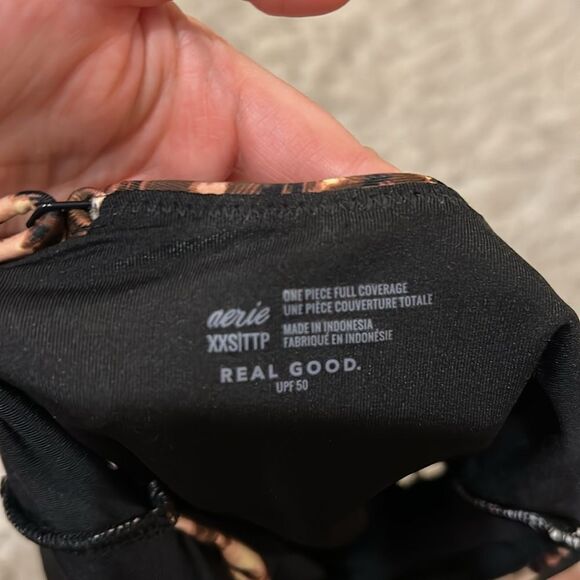 aerie
XXS|TTP
ONE PIECE FULL COVERAGE
UNE PIÈCE COUVERTURE TOTALE
MADE IN INDONESIA
FABRIQUÉ EN INDONÉSIE
REAL GOOD.
UPF 50